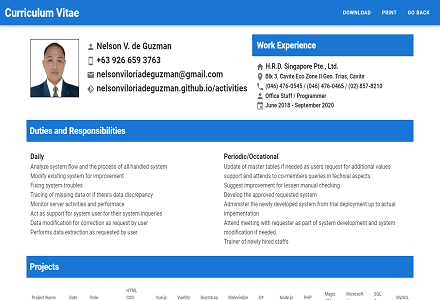 Curriculum Vitae
DOWNLOAD PRINT GO BACK
Nelson V. de Guzman
+63 926 659 3763
nelsonviloriadeguzman@gmail.com
nelsonviloriadeguzman.github.io/activities
Work Experience
H.R.D. Singapore Pte., Ltd.
Blk 3, Cavite Eco Zone II Gen. Trias, Cavite
(046) 476-0545 / (046) 476-0465 / (02) 857-8210
Office Staff / Programmer
June 2018 - September 2020
Duties and Responsibilities
Daily
Analyze system flow and the process of all handled system
Modify existing system for improvement
Fixing system troubles.
Tracing of missing data or if there's data discrepancy
Monitor server activities and performace
Act as support for system user for their system inqueries
Data modification for correction as request by user
Performs data extraction as requested by user
Periodic/Occational
Update of master tables if needed as users request for additional values
support and attends to co-members queries in technical aspects
Suggest improvement for lessen manual checking
Develop the approved requested system
Administer the newly developed system from trial deployment up to actual
impementation
Attend meeting with requester as part of system development and system
modification if needed.
Trainer of newly hired staffs
Projects
Project Name Date Role HTML CSS Vue.js Vuetify Bootstrap Materialize C# Node.js PHP Magic Microsoft SQL MySQL